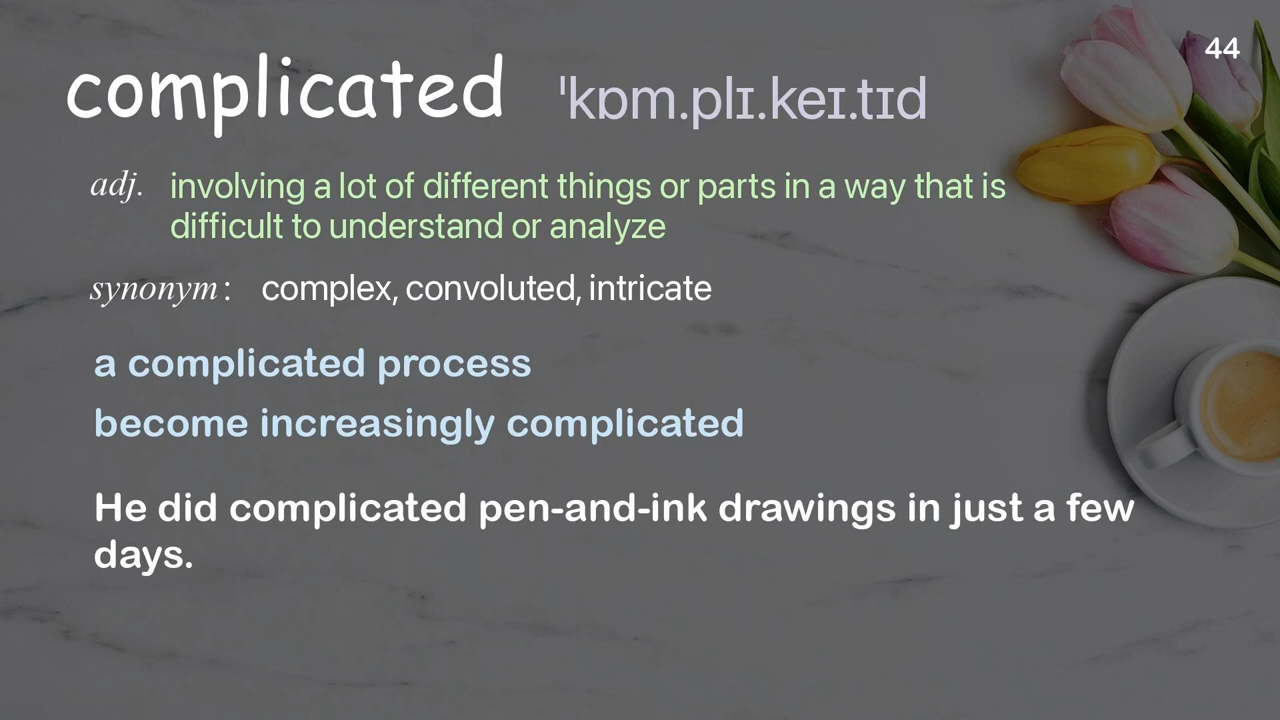 44
complicated ˈkɒm.plɪ.keɪ.tɪd
adj. involving a lot of different things or parts in a way that is
difficult to understand or analyze
synonym: complex, convoluted, intricate
a complicated process
become increasingly complicated
He did complicated pen-and-ink drawings in just a few
days.